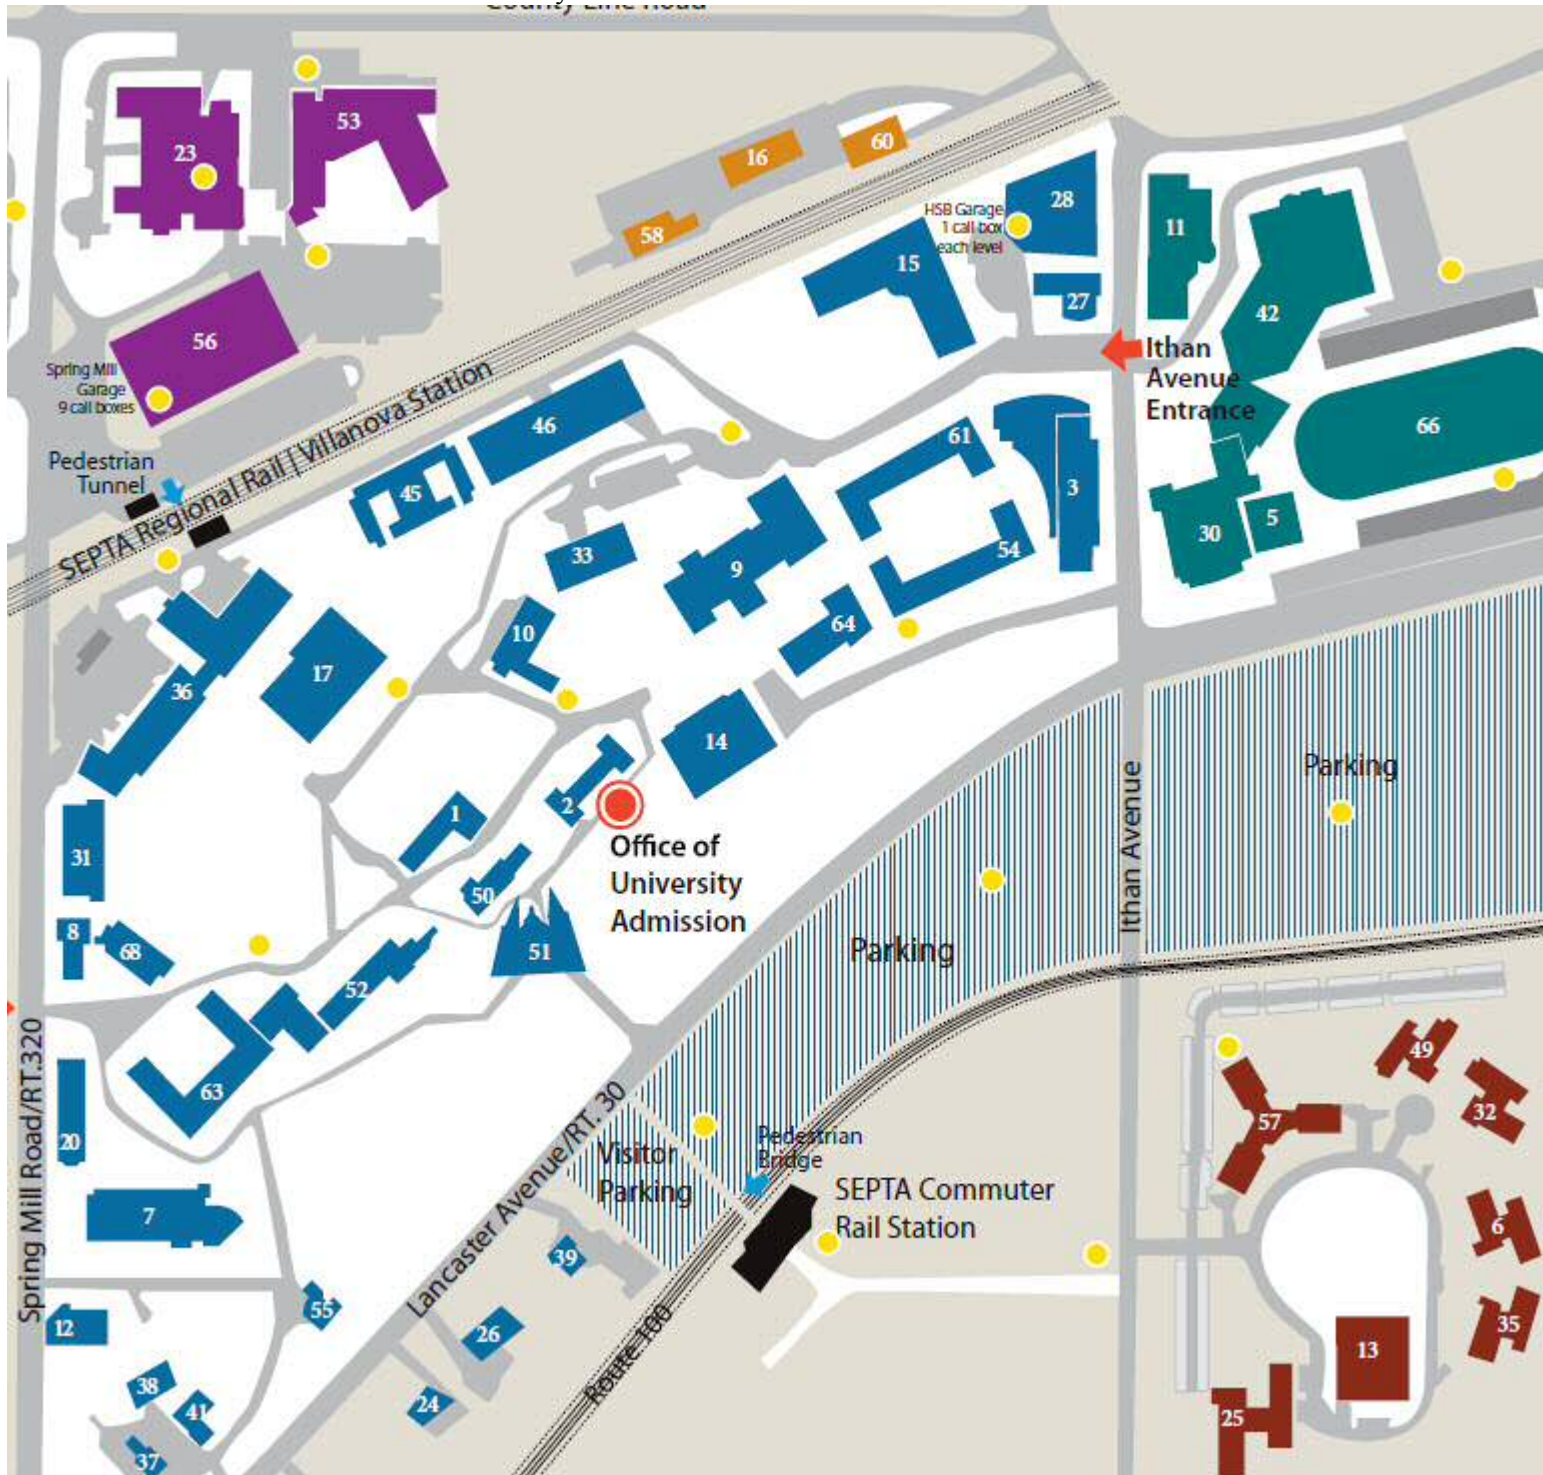 County Line Road
53
23
16
60
58
28
HSB Garage
1 call box
each level
11
15
27
42
56
Ithan
Avenue
Entrance
Spring Mill
Garage
9 call boxes
SEPTA Regional Rail | Villanova Station
46
61
66
Pedestrian
Tunnel
45
3
5
30
33
9
54
10
64
17
36
14
Parking
Ithan Avenue
2
1
Office of
University
Admission
31
50
8
68
51
Parking
52
Spring Mill Road/RT.320
63
49
57
32
20
Lancaster Avenue/RT. 30
Visitor
Parking
Pedestrian
Bridge
SEPTA Commuter
Rail Station
7
39
6
55
12
26
35
Route 100
13
38
41
24
25
37